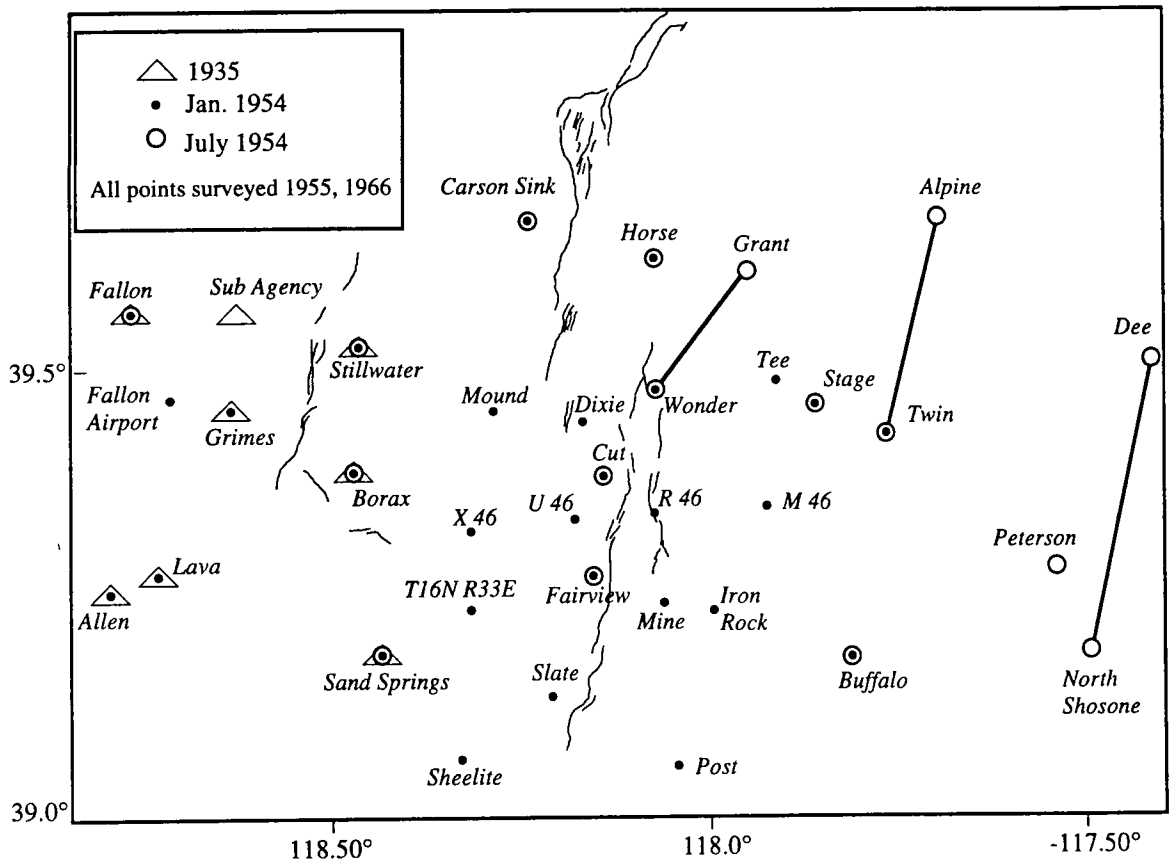 1935
Jan. 1954
July 1954
All points surveyed 1955, 1966
Carson Sink
Alpine
Horse
Grant
Fallon
Sub Agency
Dee
Stillwater
39.5°
Tee
Stage
Fallon
Airport
Grimes
Mound
Dixie
Wonder
Twin
Cut
Borax
X 46
U 46
R 46
M 46
Peterson
Lava
T16N R33E
Fairview
Allen
Mine
Iron
Rock
Sand Springs
Slate
Buffalo
North
Shosone
Sheelite
Post
39.0°
118.50°
118.0°
-117.50°